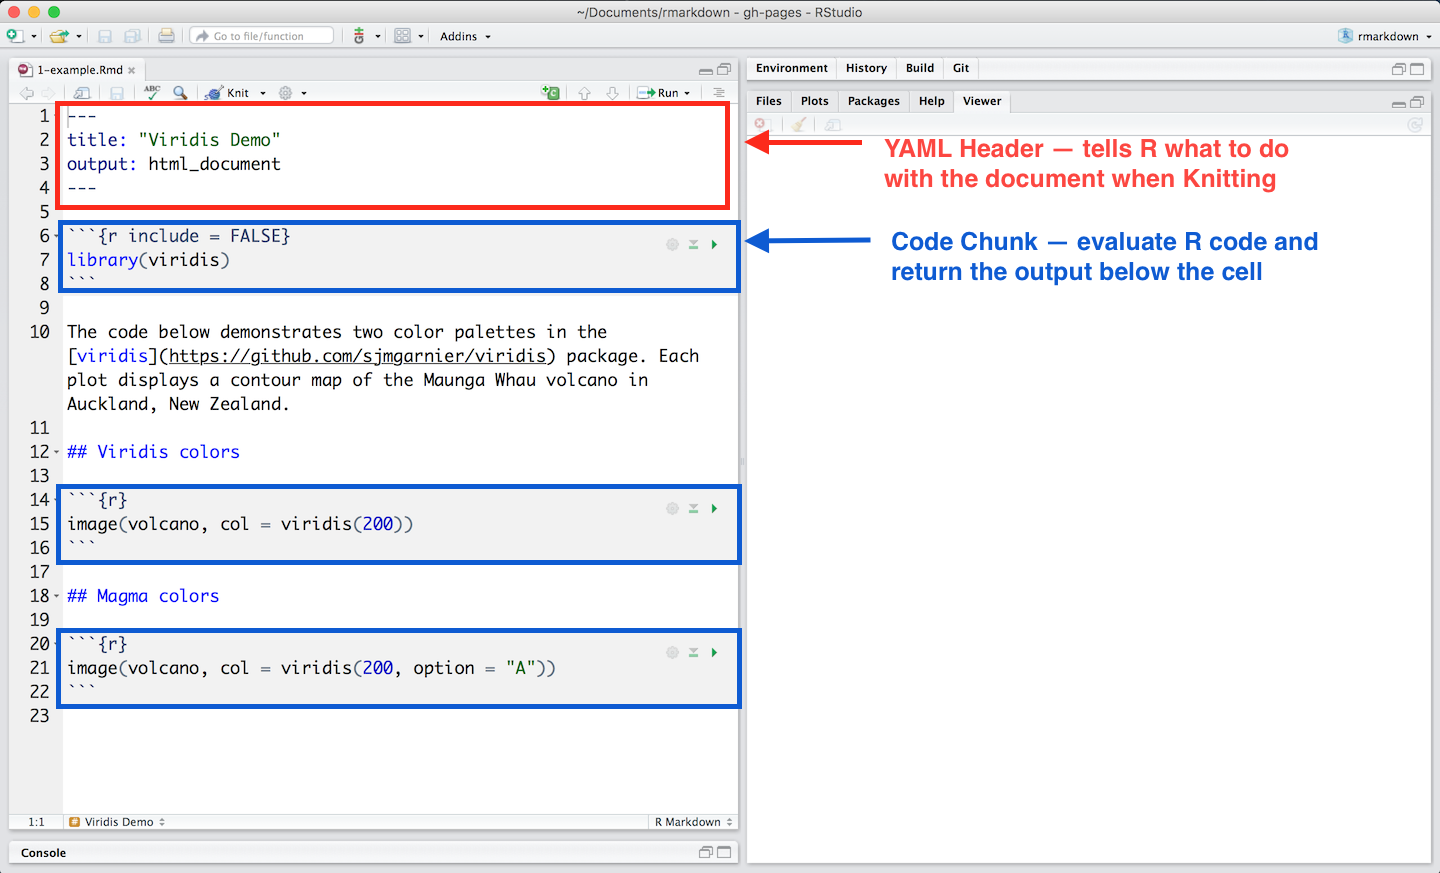 ~/Documents/rmarkdown - gh-pages - RStudio
Go to file/function
Addins
rmarkdown
1-example.Rmd
Environment History Build Git
ABC
Knit
Run
Files Plots Packages Help Viewer
1 ---
2 title: "Viridis Demo"
3 output: html_document
4 ---
YAML Header — tells R what to do
with the document when Knitting
5
6 ```{r include = FALSE}
7 library(viridis)
8 ```
Code Chunk — evaluate R code and
return the output below the cell
9
10 The code below demonstrates two color palettes in the
[viridis](https://github.com/sjmgarnier/viridis) package. Each
plot displays a contour map of the Maunga Whau volcano in
Auckland, New Zealand.
11
12 ## Viridis colors
13
14 ```{r}
15 image(volcano, col = viridis(200))
16 ```
17
18 ## Magma colors
19
20 ```{r}
21 image(volcano, col = viridis(200, option = "A"))
22 ```
23
1:1 # Viridis Demo R Markdown
Console